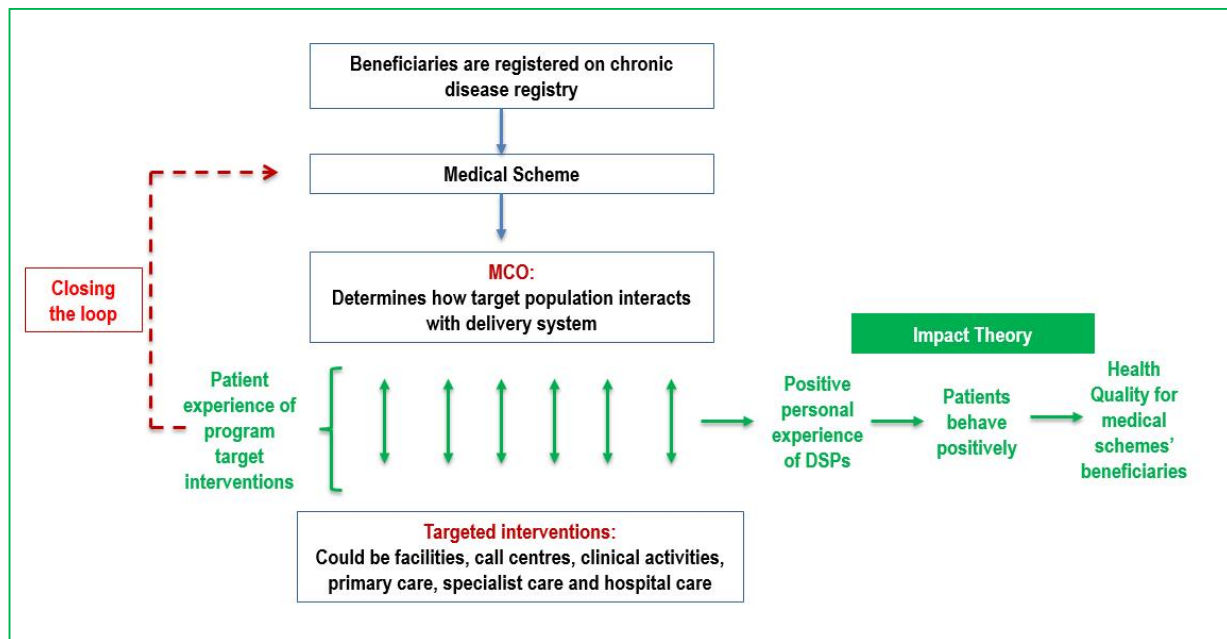 Beneficiaries are registered on chronic
disease registry
Medical Scheme
MCO:
Determines how target population interacts
with delivery system
Closing
the loop
Impact Theory
Patient
experience of
program
target
interventions
Positive
personal
experience
of DSPs
Patients
behave
positively
Health
Quality for
medical
schemes’
beneficiaries
Targeted interventions:
Could be facilities, call centres, clinical activities,
primary care, specialist care and hospital care